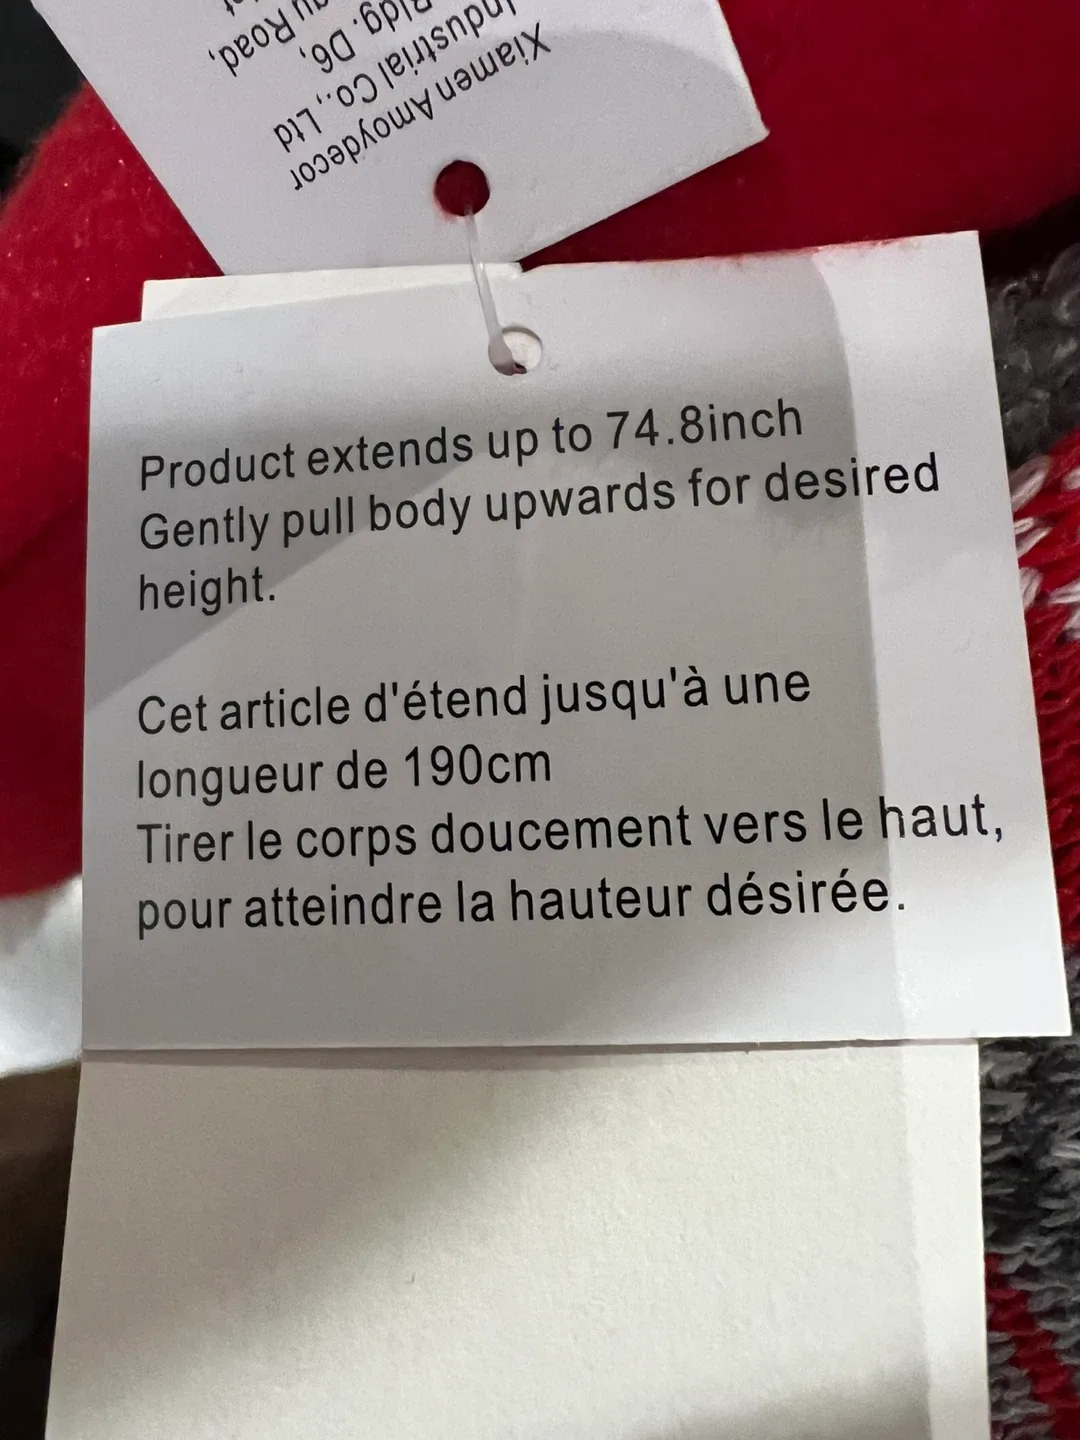 Xiamen Amoydecor
Industrial Co., Ltd
Bldg. D6,
Road,
Product extends up to 74.8inch
Gently pull body upwards for desired
height.
Cet article d'étend jusqu'à une
longueur de 190cm
Tirer le corps doucement vers le haut,
pour atteindre la hauteur désirée.